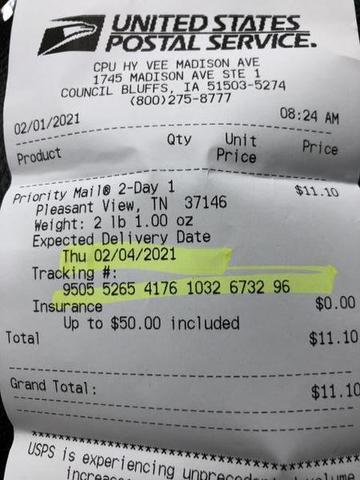 UNITED STATES
POSTAL SERVICE.
CPU HY VEE MADISON AVE
1745 MADISON AVE STE 1
COUNCIL BLUFFS, IA 51503-5274
(800)275-8777
02/01/2021 08:24 AM
Product Qty Unit Price
Price
Priority Mail® 2-Day 1 $11.10
Pleasant View, TN 37146
Weight: 2 lb 1.00 oz
Expected Delivery Date
Thu 02/04/2021
Tracking #:
9505 5265 4176 1032 6732 96
Insurance $0.00
Up to $50.00 included
Total $11.10
Grand Total: $11.10
USPS is experiencing unprecedented volume